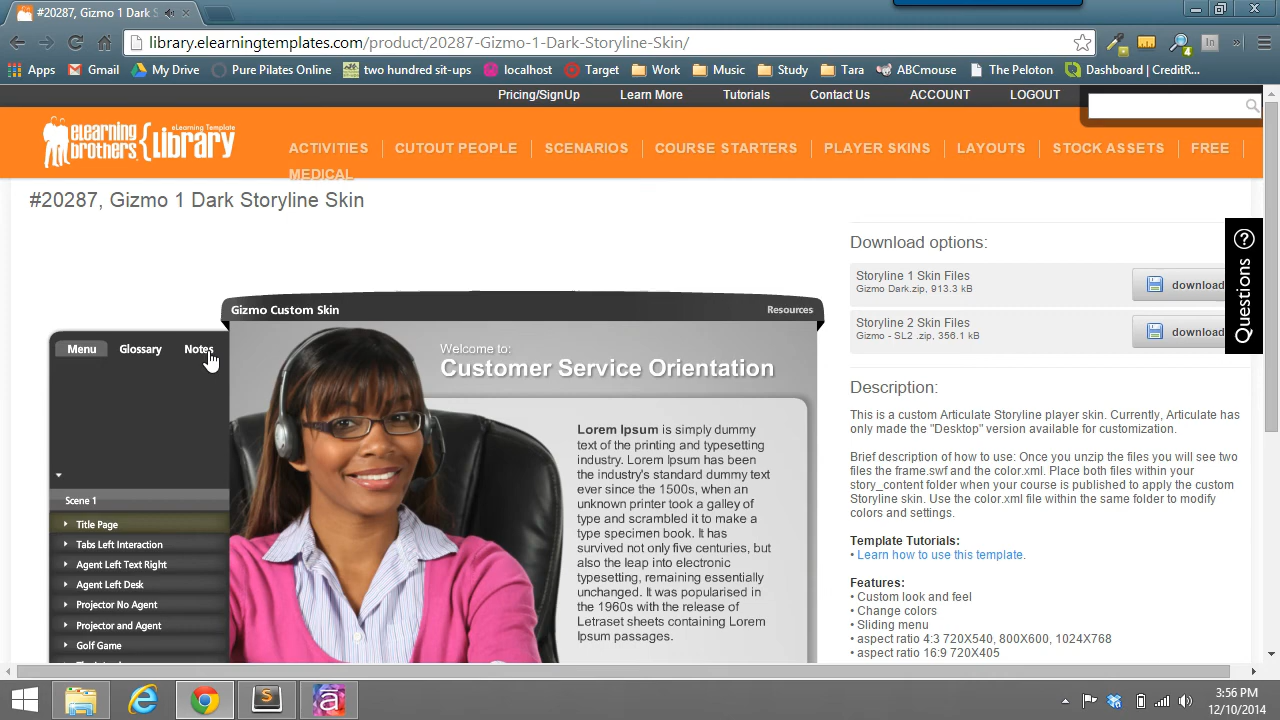 #20287, Gizmo 1 Dark S
library.elearningtemplates.com/product/20287-Gizmo-1-Dark-Storyline-Skin/
4
In
»
Apps
Gmail
My Drive
Pure Pilates Online
two hundred sit-ups
localhost
Target
Work
Music
Study
Tara
ABCmouse
The Peloton
Dashboard | CreditR...
»
Pricing/SignUp
Learn More
Tutorials
Contact Us
ACCOUNT
LOGOUT
eLearning brothers { eLearning Template Library
ACTIVITIES
CUTOUT PEOPLE
SCENARIOS
COURSE STARTERS
PLAYER SKINS
LAYOUTS
STOCK ASSETS
FREE
MEDICAL
#20287, Gizmo 1 Dark Storyline Skin
Gizmo Custom Skin
Resources
Menu
Glossary
Notes
Scene 1
Title Page
Tabs Left Interaction
Agent Left Text Right
Agent Left Desk
Projector No Agent
Projector and Agent
Golf Game
Welcome to:
Customer Service Orientation
Lorem Ipsum is simply dummy
text of the printing and typesetting
industry. Lorem Ipsum has been
the industry's standard dummy text
ever since the 1500s, when an
unknown printer took a galley of
type and scrambled it to make a
type specimen book. It has
survived not only five centuries, but
also the leap into electronic
typesetting, remaining essentially
unchanged. It was popularised in
the 1960s with the release of
Letraset sheets containing Lorem
Ipsum passages.
Download options:
Storyline 1 Skin Files
Gizmo Dark.zip, 913.3 kB
download
Storyline 2 Skin Files
Gizmo - SL2 .zip, 356.1 kB
download
Questions ?
Description:
This is a custom Articulate Storyline player skin. Currently, Articulate has
only made the "Desktop" version available for customization.
Brief description of how to use: Once you unzip the files you will see two
files the frame.swf and the color.xml. Place both files within your
story_content folder when your course is published to apply the custom
Storyline skin. Use the color.xml file within the same folder to modify
colors and settings.
Template Tutorials:
• Learn how to use this template.
Features:
• Custom look and feel
• Change colors
• Sliding menu
• aspect ratio 4:3 720X540, 800X600, 1024X768
• aspect ratio 16:9 720X405
3:56 PM
12/10/2014